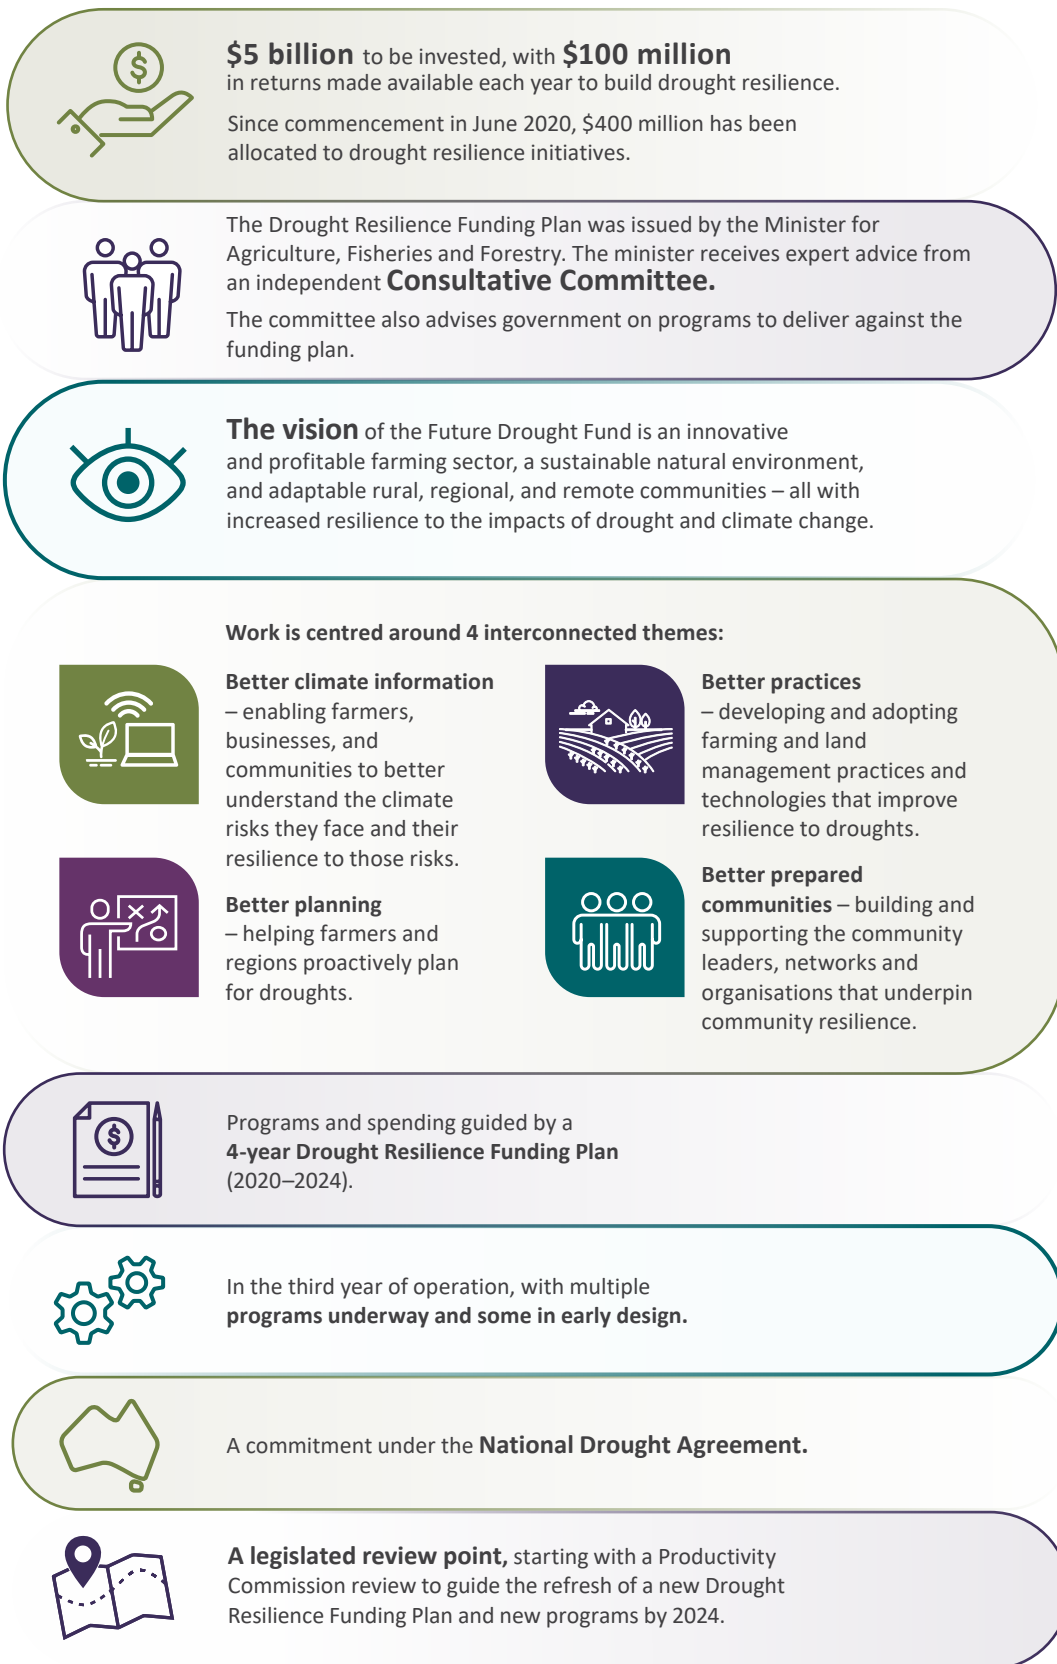 $5 billion to be invested, with $100 million
in returns made available each year to build drought resilience.
Since commencement in June 2020, $400 million has been
allocated to drought resilience initiatives.
The Drought Resilience Funding Plan was issued by the Minister for
Agriculture, Fisheries and Forestry. The minister receives expert advice from
an independent Consultative Committee.
The committee also advises government on programs to deliver against the
funding plan.
The vision of the Future Drought Fund is an innovative
and profitable farming sector, a sustainable natural environment,
and adaptable rural, regional, and remote communities – all with
increased resilience to the impacts of drought and climate change.
Work is centred around 4 interconnected themes:
Better climate information
– enabling farmers,
businesses, and
communities to better
understand the climate
risks they face and their
resilience to those risks.
Better planning
– helping farmers and
regions proactively plan
for droughts.
Better practices
– developing and adopting
farming and land
management practices and
technologies that improve
resilience to droughts.
Better prepared
communities – building and
supporting the community
leaders, networks and
organisations that underpin
community resilience.
Programs and spending guided by a
4-year Drought Resilience Funding Plan
(2020–2024).
In the third year of operation, with multiple
programs underway and some in early design.
A commitment under the National Drought Agreement.
A legislated review point, starting with a Productivity
Commission review to guide the refresh of a new Drought
Resilience Funding Plan and new programs by 2024.